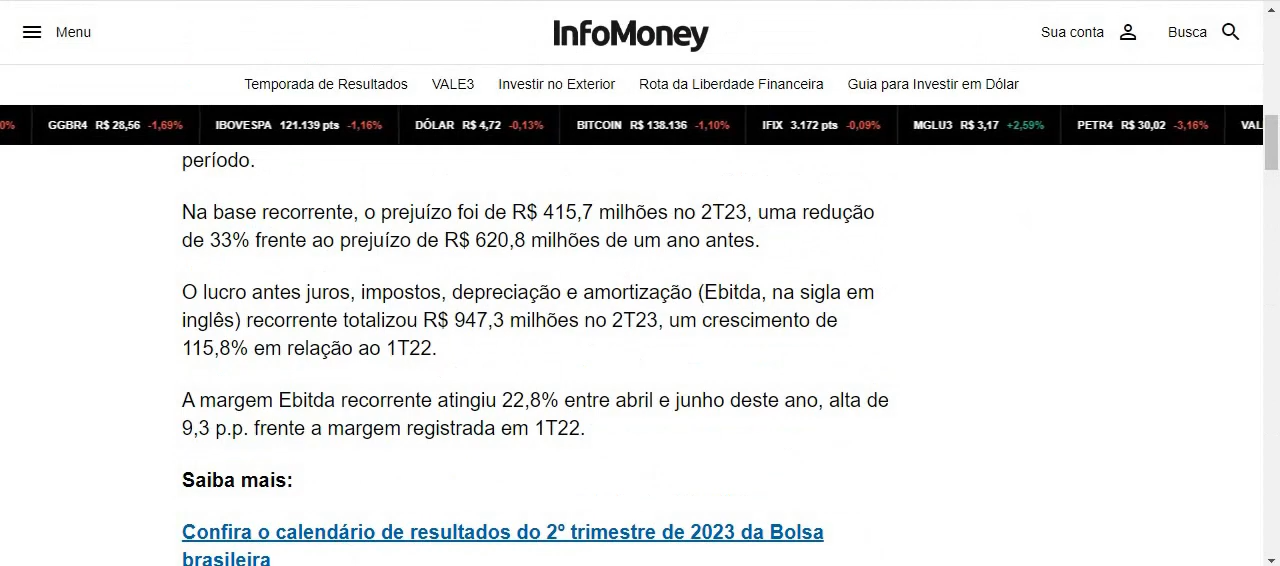 Menu
InfoMoney
Sua conta
Busca
Temporada de Resultados VALE3 Investir no Exterior Rota da Liberdade Financeira Guia para Investir em Dólar
0% GGBR4 R$ 28,56 -1,69% IBOVESPA 121.139 pts -1,16% DÓLAR R$ 4,72 -0,13% BITCOIN R$ 138.136 -1,10% IFIX 3.172 pts -0,09% MGLU3 R$ 3,17 +2,59% PETR4 R$ 30,02 -3,16% VAL
período.
Na base recorrente, o prejuízo foi de R$ 415,7 milhões no 2T23, uma redução
de 33% frente ao prejuízo de R$ 620,8 milhões de um ano antes.
O lucro antes juros, impostos, depreciação e amortização (Ebitda, na sigla em
inglês) recorrente totalizou R$ 947,3 milhões no 2T23, um crescimento de
115,8% em relação ao 1T22.
A margem Ebitda recorrente atingiu 22,8% entre abril e junho deste ano, alta de
9,3 p.p. frente a margem registrada em 1T22.
Saiba mais:
Confira o calendário de resultados do 2º trimestre de 2023 da Bolsa
brasileira